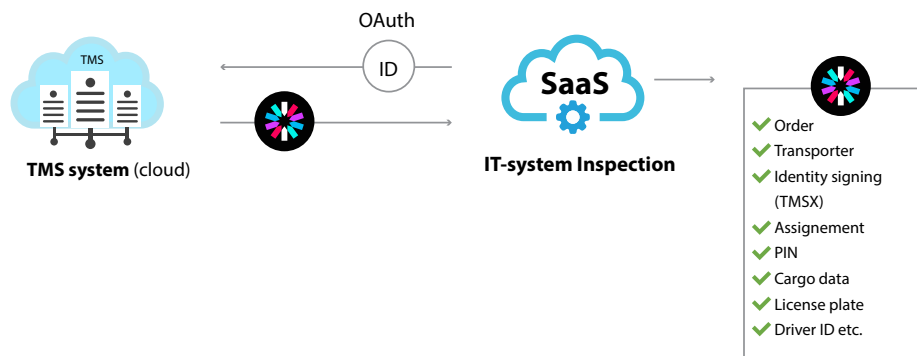 OAuth
TMS
ID
SaaS
TMS system (cloud)
IT-system Inspection
Order
Transporter
Identity signing
(TMSX)
Assignement
PIN
Cargo data
License plate
Driver ID etc.